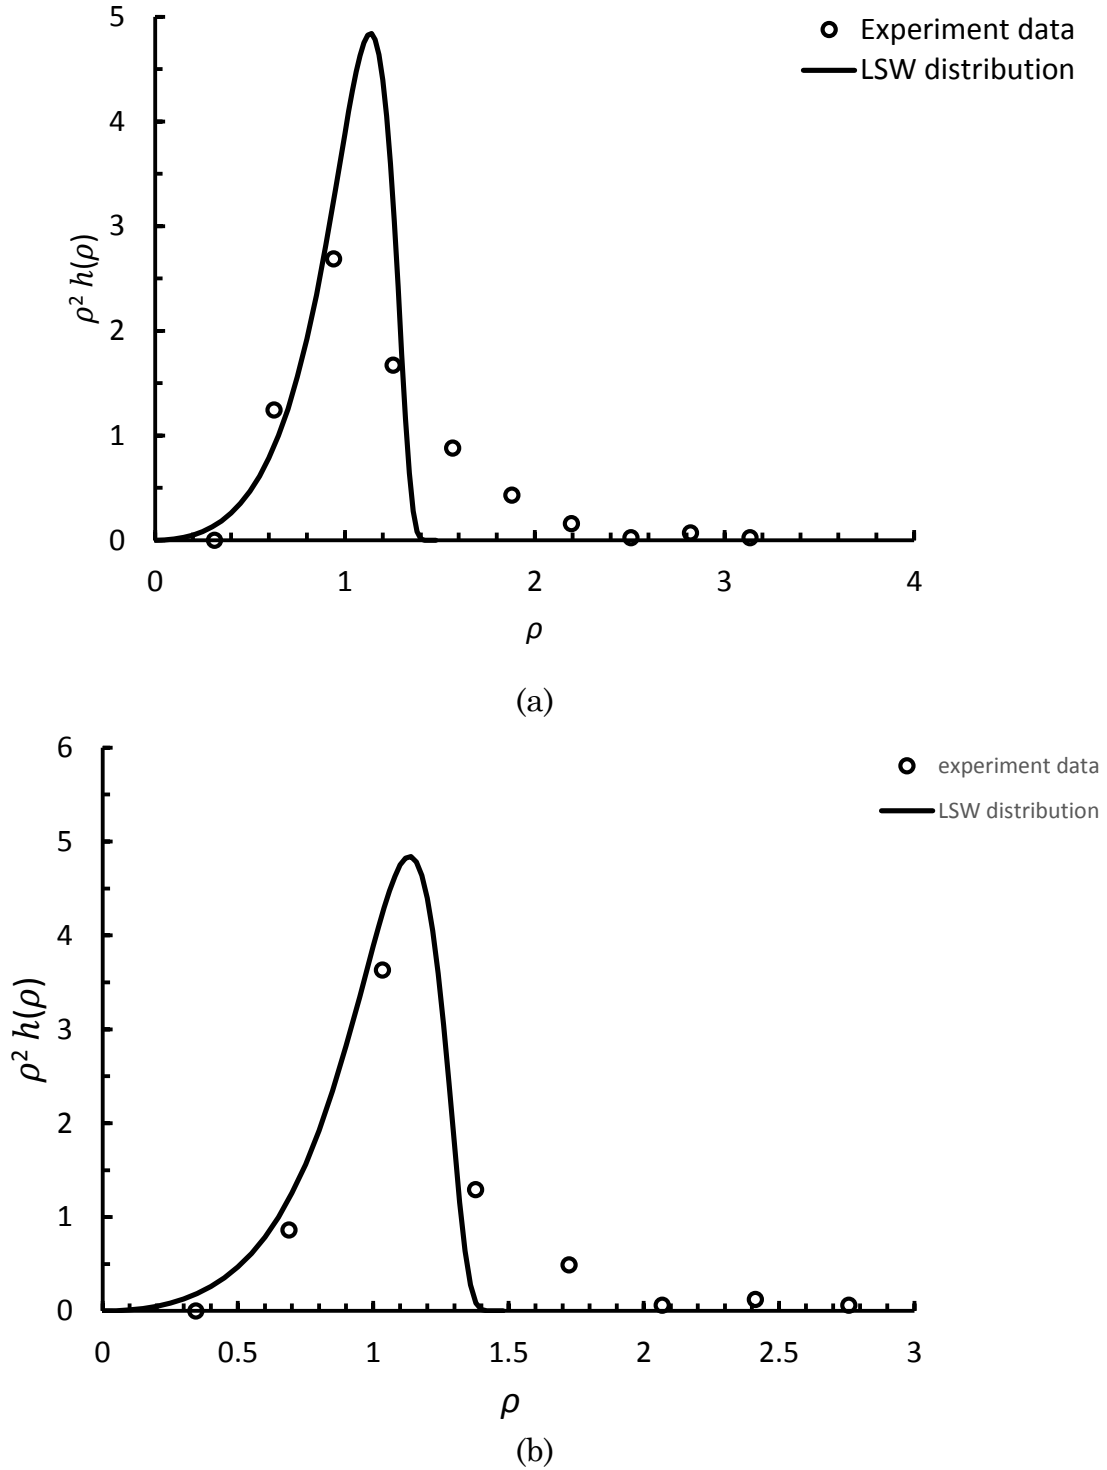 5
Experiment data
LSW distribution
4
3
ρ² h(ρ)
2
1
0
0 1 2 3 4
ρ
(a)
6
experiment data
LSW distribution
5
4
3
ρ² h(ρ)
2
1
0
0 0.5 1 1.5 2 2.5 3
ρ
(b)